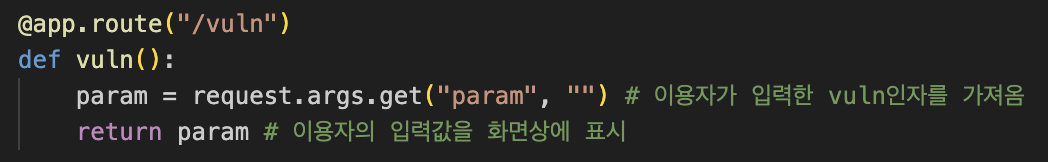 @app.route("/vuln")
def vuln():
    param = request.args.get("param", "") # 이용자가 입력한 vuln인자를 가져옴
    return param # 이용자의 입력값을 화면상에 표시